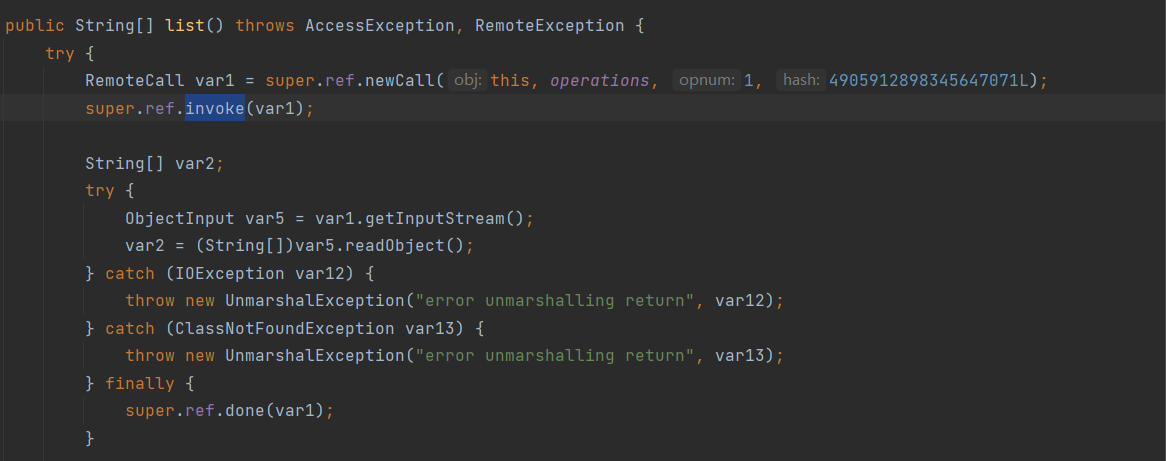 public String[] list() throws AccessException, RemoteException {
    try {
        RemoteCall var1 = super.ref.newCall( obj: this, operations, opnum: 1, hash: 4905912898345647071L);
        super.ref.invoke(var1);

        String[] var2;
        try {
            ObjectInput var5 = var1.getInputStream();
            var2 = (String[])var5.readObject();
        } catch (IOException var12) {
            throw new UnmarshalException("error unmarshalling return", var12);
        } catch (ClassNotFoundException var13) {
            throw new UnmarshalException("error unmarshalling return", var13);
        } finally {
            super.ref.done(var1);
        }